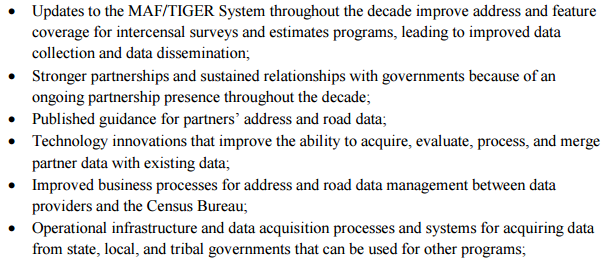 • Updates to the MAF/TIGER System throughout the decade improve address and feature
coverage for intercensal surveys and estimates programs, leading to improved data
collection and data dissemination;
• Stronger partnerships and sustained relationships with governments because of an
ongoing partnership presence throughout the decade;
• Published guidance for partners’ address and road data;
• Technology innovations that improve the ability to acquire, evaluate, process, and merge
partner data with existing data;
• Improved business processes for address and road data management between data
providers and the Census Bureau;
• Operational infrastructure and data acquisition processes and systems for acquiring data
from state, local, and tribal governments that can be used for other programs;